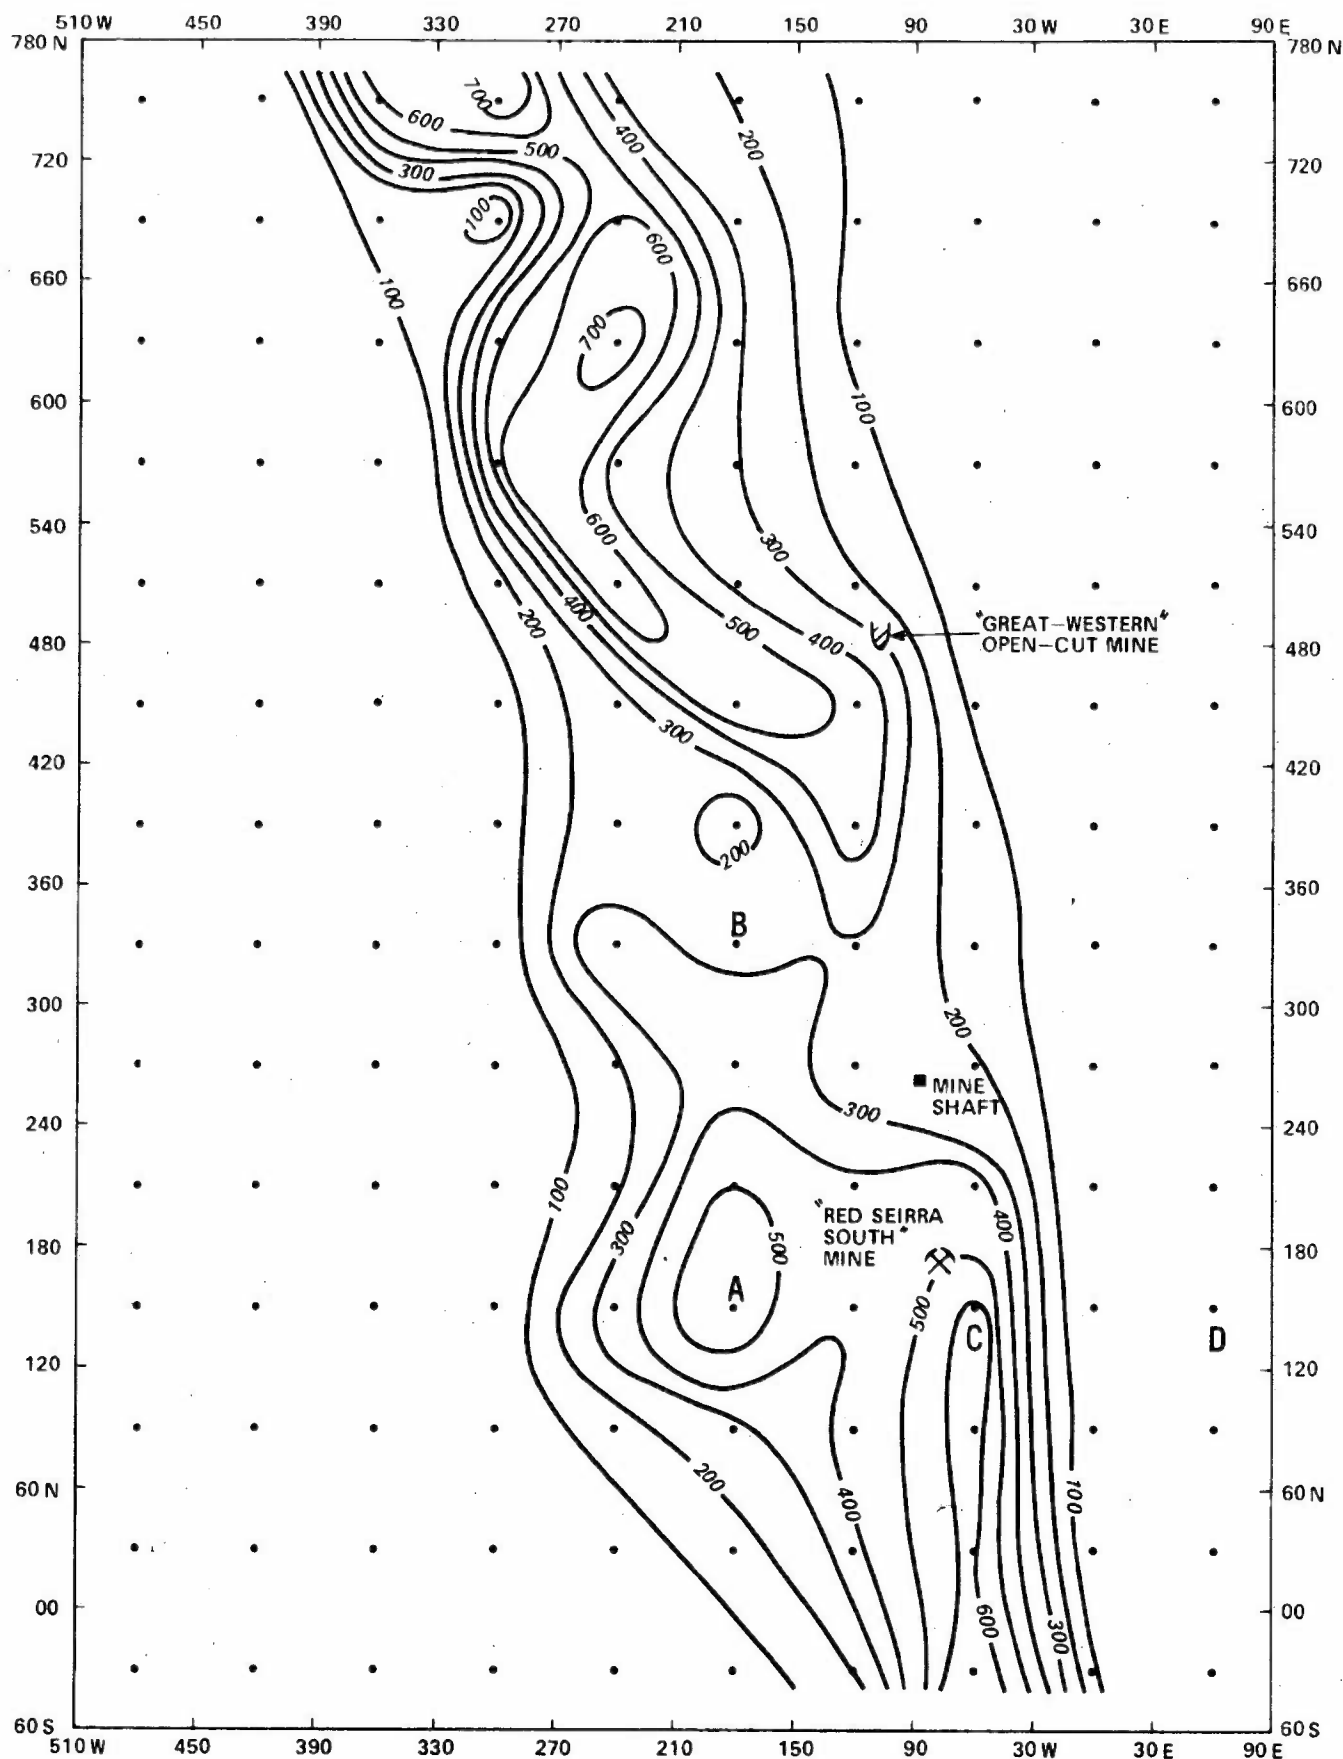 510 W 450 390 330 270 210 150 90 30 W 30 E 90 E
780 N 780 N
700
600
400
200
720 720
500
300
100
600
660 660
100
700
600 600
100
600
540 540
300
400
200
"GREAT-WESTERN"
OPEN-CUT MINE
500
400
480 480
300
420 420
200
360 360
B
300 300
200
MINE
SHAFT
300
240 240
100
"RED SEIRRA
SOUTH"
MINE
400
300
500
180 180
A
500
C
D
120 120
200
400
100
60 N 60 N
00 00
600
300
60 S 60 S
510 W 450 390 330 270 210 150 90 30 W 30 E 90 E